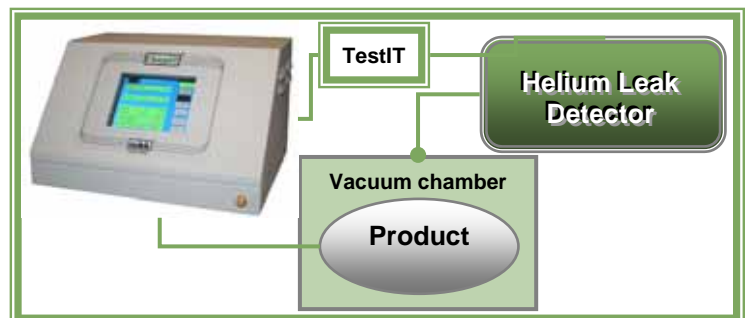 TestIT
Helium Leak
Detector
Vacuum chamber
Product